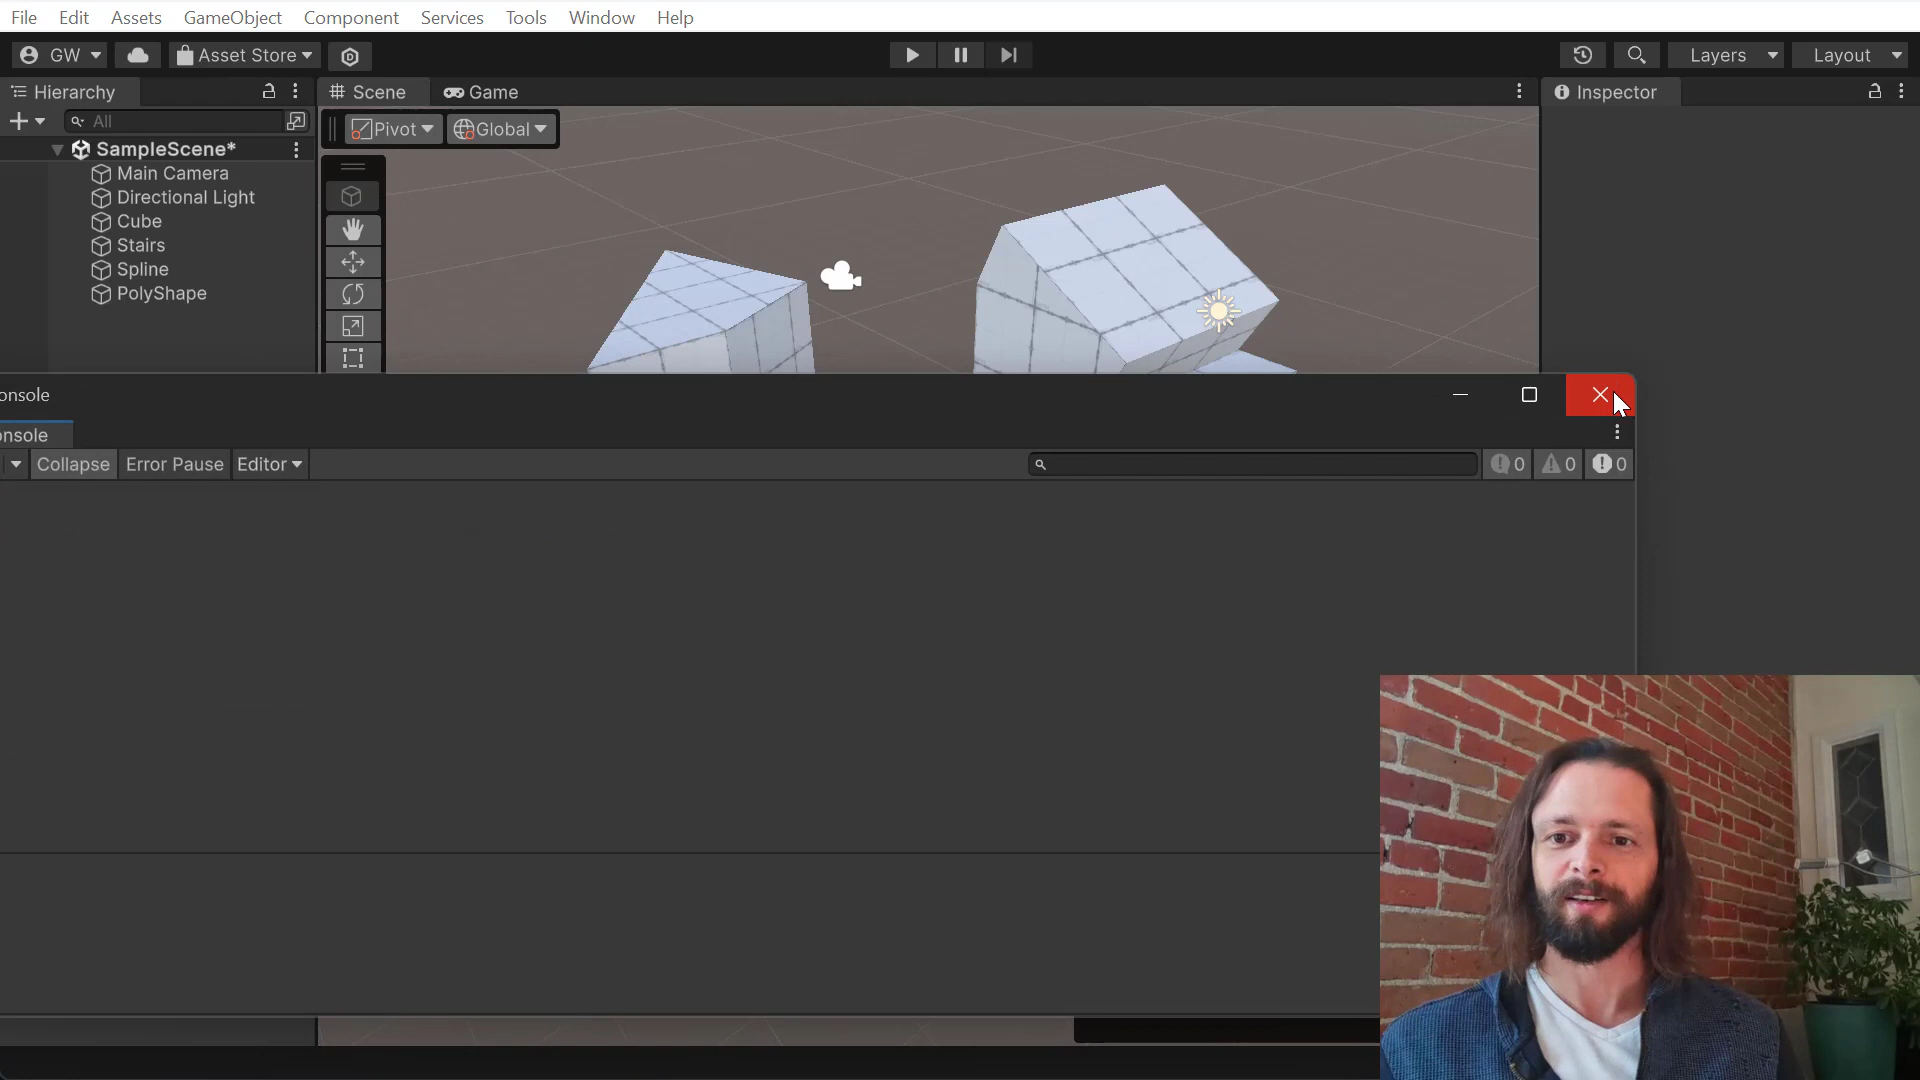 File Edit Assets GameObject Component Services Tools Window Help
GW Asset Store Layers Layout
Hierarchy Scene Game Inspector
All Pivot Global
SampleScene*
Main Camera
Directional Light
Cube
Stairs
Spline
PolyShape
onsole
onsole
Collapse Error Pause Editor 0 0 0